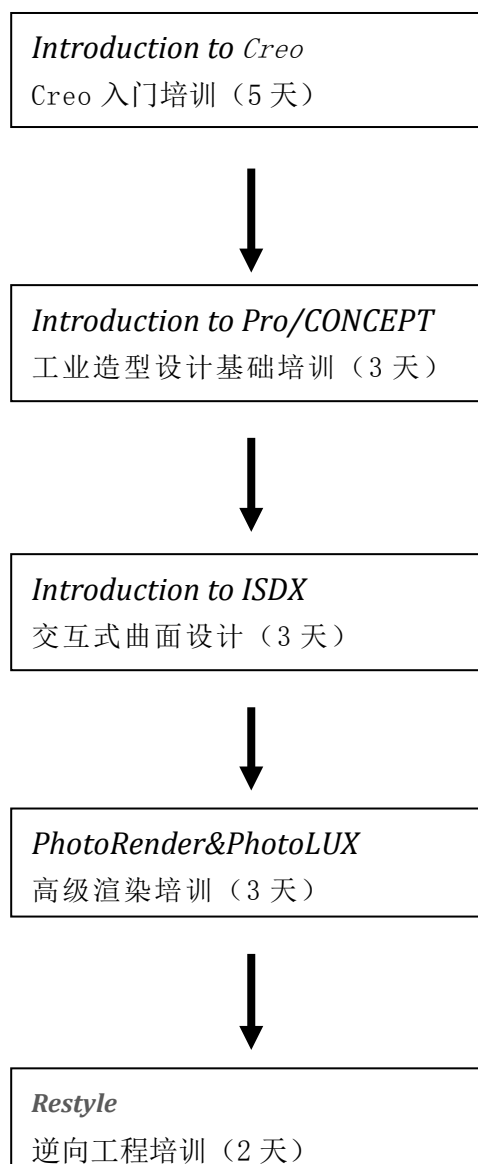 Introduction to Creo
Creo 入门培训（5 天）
Introduction to Pro/CONCEPT
工业造型设计基础培训（3 天）
Introduction to ISDX
交互式曲面设计（3 天）
PhotoRender&PhotoLUX
高级渲染培训（3 天）
Restyle
逆向工程培训（2 天）